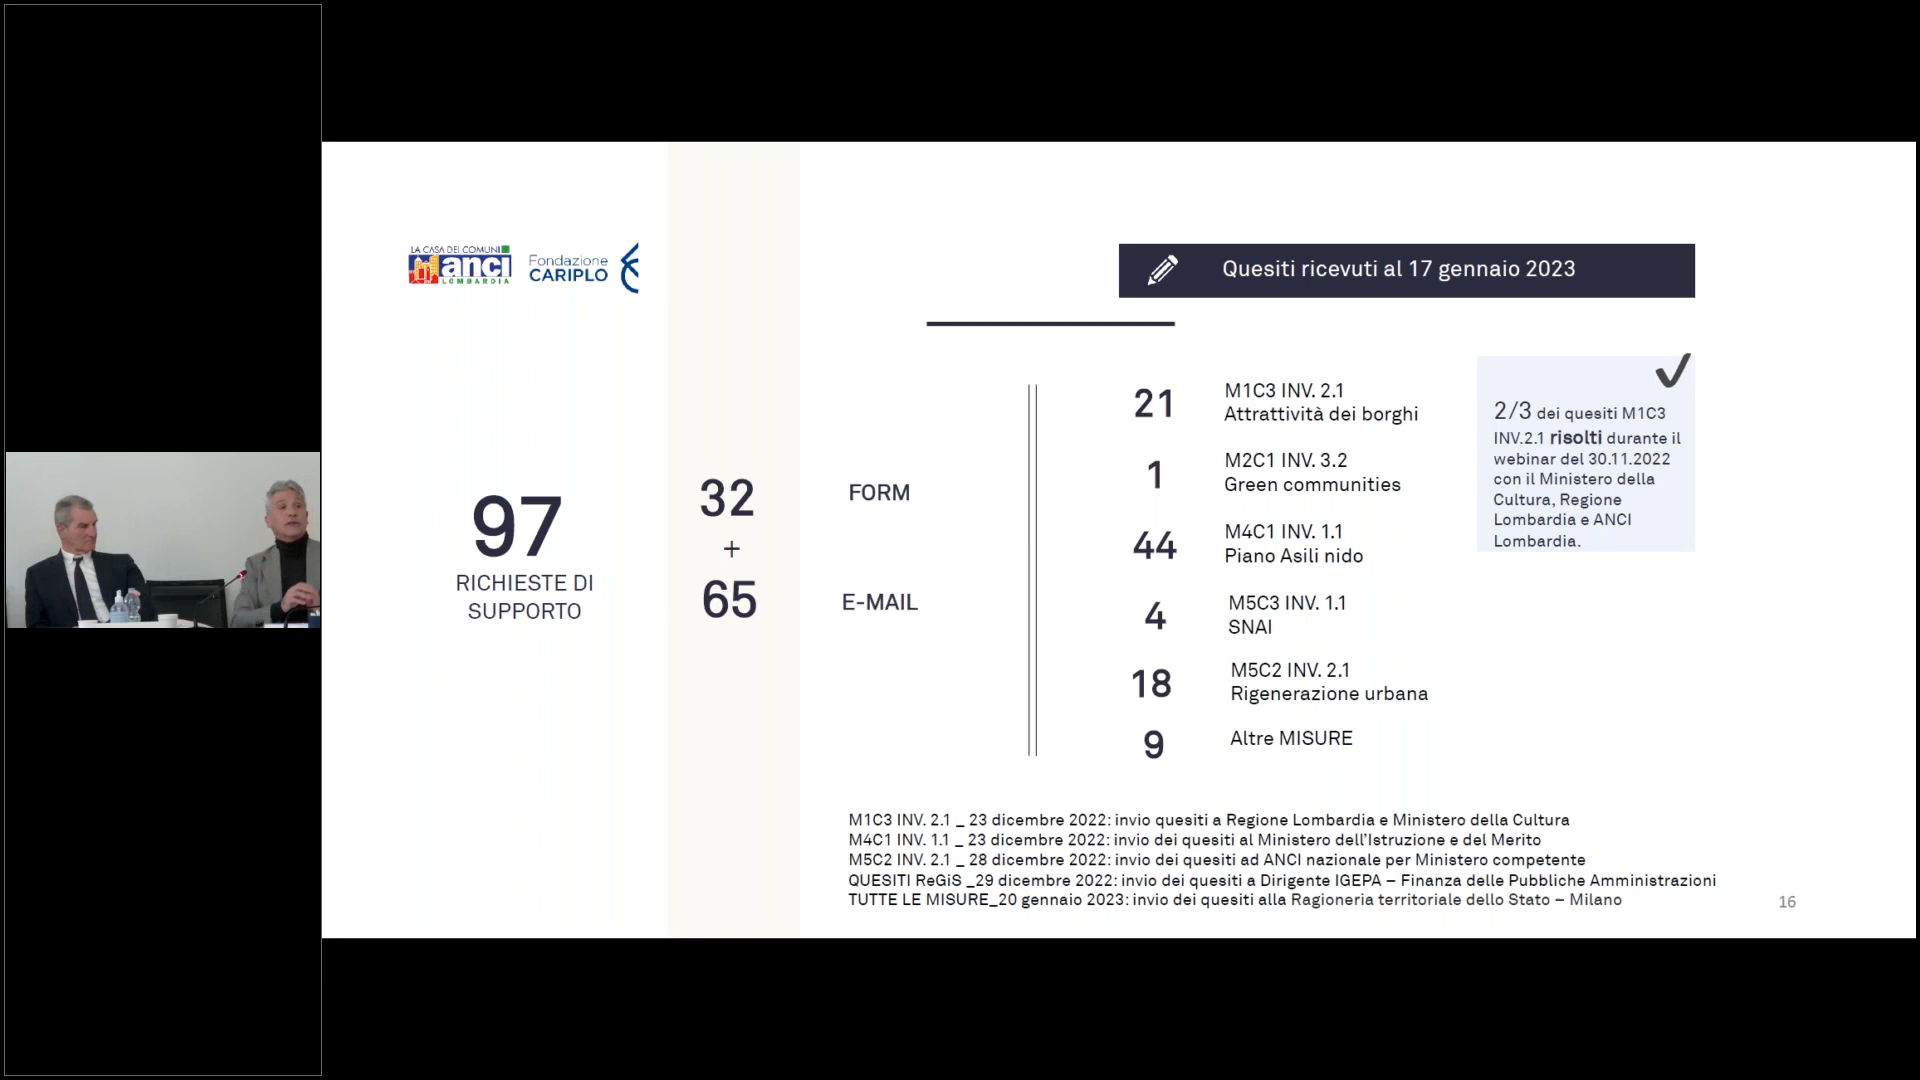 LA CASA DEI COMUNI
anci
LOMBARDIA
Fondazione
CARIPLO
Quesiti ricevuti al 17 gennaio 2023
97
RICHIESTE DI
SUPPORTO
32
+
65
FORM
E-MAIL
21
M1C3 INV. 2.1
Attrattività dei borghi
1
M2C1 INV. 3.2
Green communities
44
M4C1 INV. 1.1
Piano Asili nido
4
M5C3 INV. 1.1
SNAI
18
M5C2 INV. 2.1
Rigenerazione urbana
9
Altre MISURE
2/3 dei quesiti M1C3
INV.2.1 risolti durante il
webinar del 30.11.2022
con il Ministero della
Cultura, Regione
Lombardia e ANCI
Lombardia.
M1C3 INV. 2.1 _ 23 dicembre 2022: invio quesiti a Regione Lombardia e Ministero della Cultura
M4C1 INV. 1.1 _ 23 dicembre 2022: invio dei quesiti al Ministero dell'Istruzione e del Merito
M5C2 INV. 2.1 _ 28 dicembre 2022: invio dei quesiti ad ANCI nazionale per Ministero competente
QUESITI ReGiS _29 dicembre 2022: invio dei quesiti a Dirigente IGEPA – Finanza delle Pubbliche Amministrazioni
TUTTE LE MISURE_20 gennaio 2023: invio dei quesiti alla Ragioneria territoriale dello Stato – Milano
16